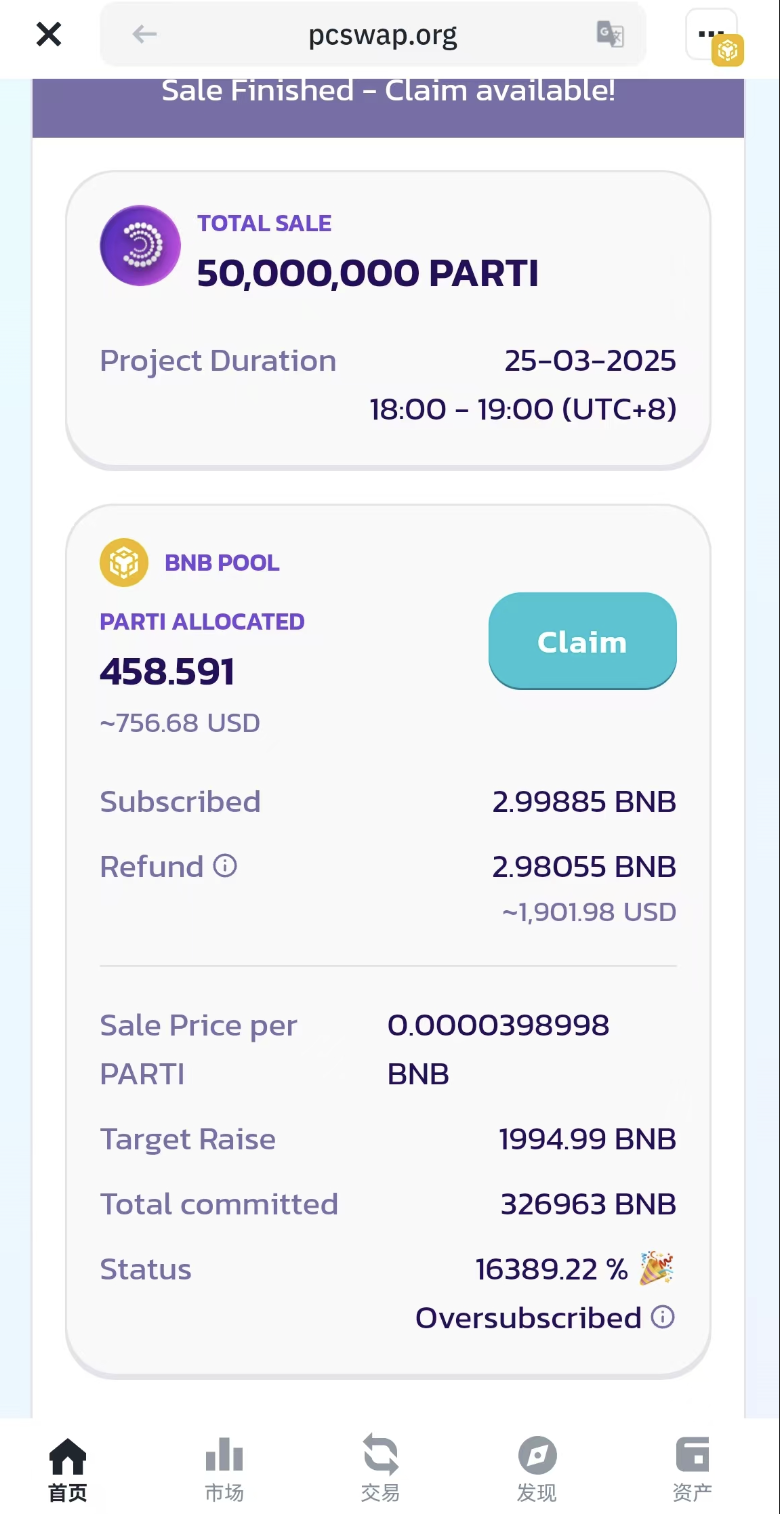 pcswap.org
Sale Finished - Claim available!
TOTAL SALE
50,000,000 PARTI
Project Duration
25-03-2025
18:00 - 19:00 (UTC+8)
BNB POOL
PARTI ALLOCATED
458.591
~756.68 USD
Claim
Subscribed
2.99885 BNB
Refund
2.98055 BNB
~1,901.98 USD
Sale Price per
PARTI
0.0000398998
BNB
Target Raise
1994.99 BNB
Total committed
326963 BNB
Status
16389.22 % 🎉
Oversubscribed
首页
市场
交易
发现
资产